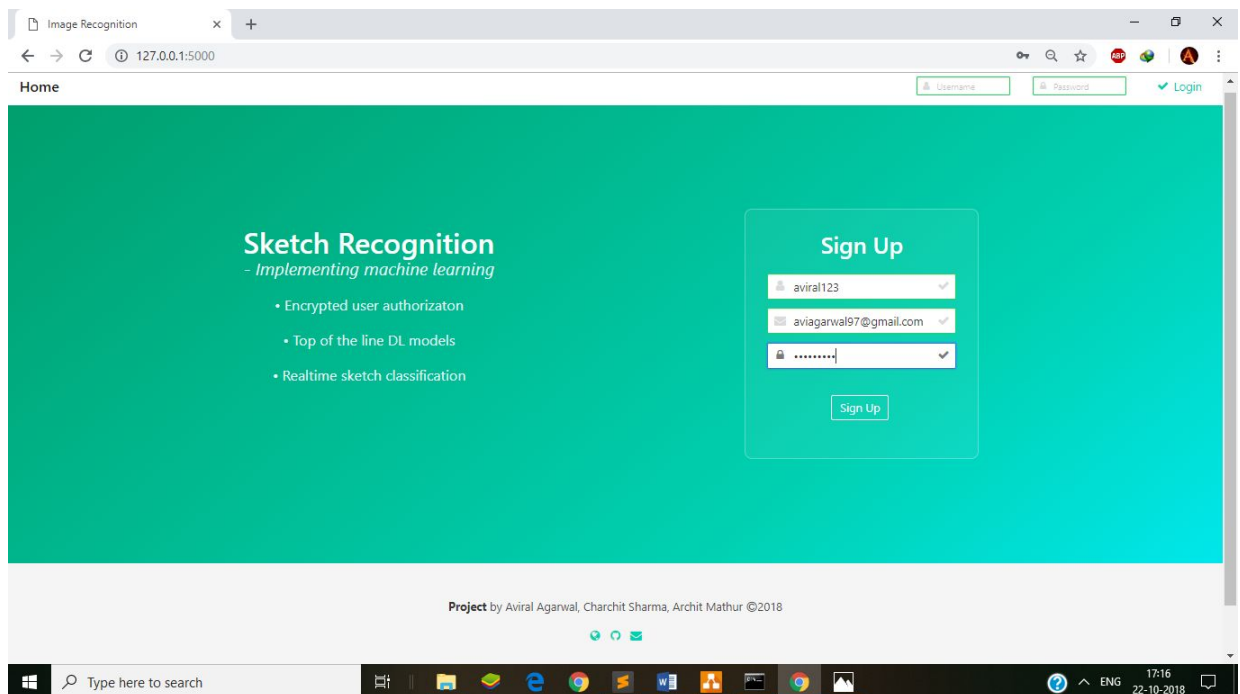 Image Recognition
127.0.0.1:5000
ABP
A
Home
Username
Password
Login
Sketch Recognition
- Implementing machine learning
• Encrypted user authorizaton
• Top of the line DL models
• Realtime sketch classification
Sign Up
aviral123
aviagarwal97@gmail.com
•••••••••
Sign Up
Project by Aviral Agarwal, Charchit Sharma, Archit Mathur ©2018
Type here to search
ENG
17:16
22-10-2018